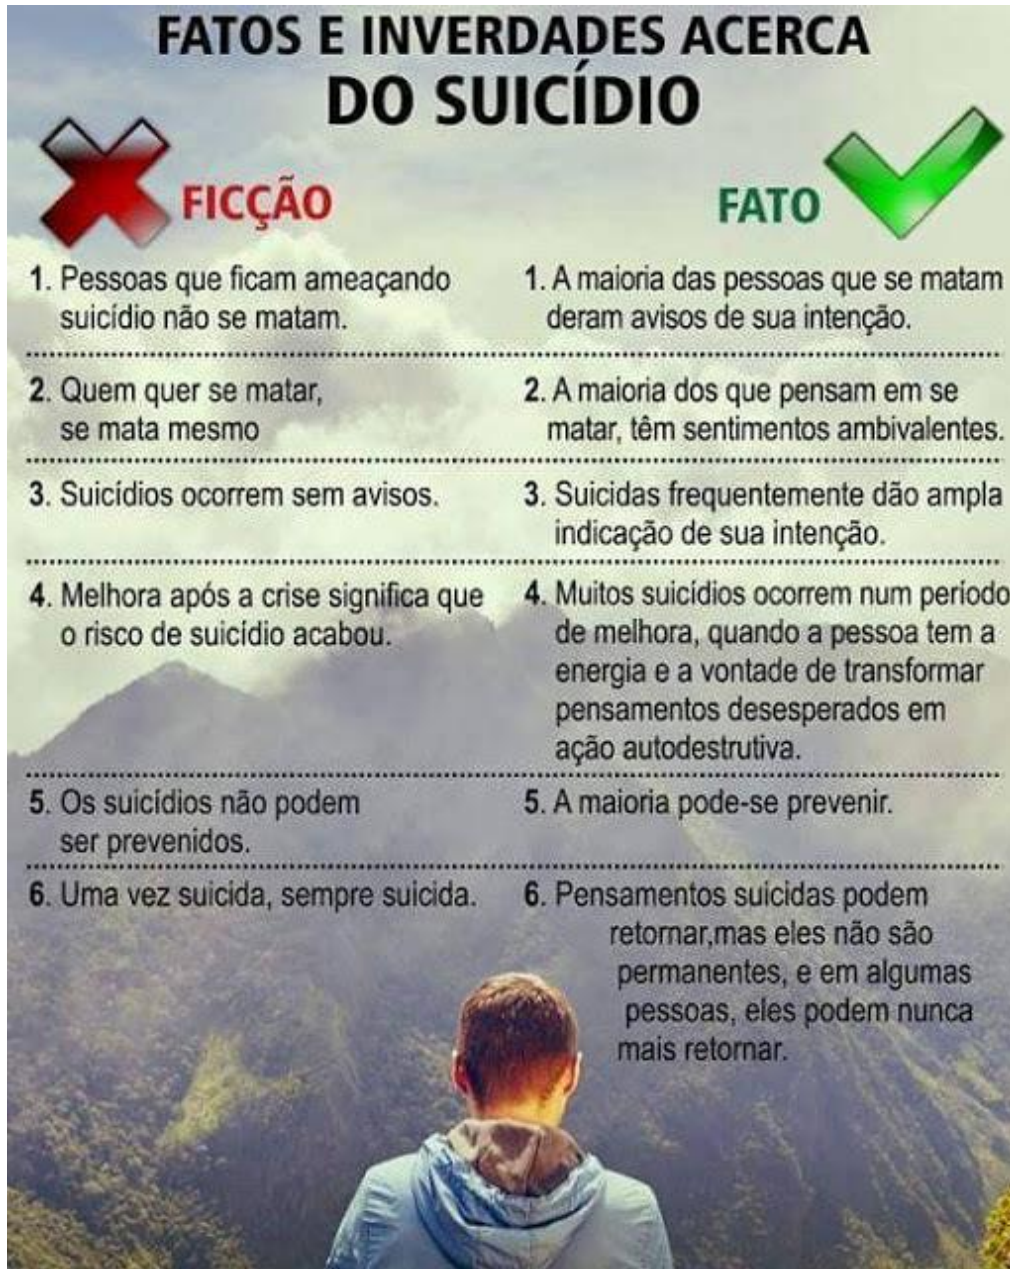 FATOS E INVERDADES ACERCA
DO SUICÍDIO
FICÇÃO
FATO
1. Pessoas que ficam ameaçando
suicídio não se matam.
1. A maioria das pessoas que se matam
deram avisos de sua intenção.
2. Quem quer se matar,
se mata mesmo
2. A maioria dos que pensam em se
matar, têm sentimentos ambivalentes.
3. Suicídios ocorrem sem avisos.
3. Suicidas frequentemente dão ampla
indicação de sua intenção.
4. Melhora após a crise significa que
o risco de suicídio acabou.
4. Muitos suicídios ocorrem num período
de melhora, quando a pessoa tem a
energia e a vontade de transformar
pensamentos desesperados em
ação autodestrutiva.
5. Os suicídios não podem
ser prevenidos.
5. A maioria pode-se prevenir.
6. Uma vez suicida, sempre suicida.
6. Pensamentos suicidas podem
retornar,mas eles não são
permanentes, e em algumas
pessoas, eles podem nunca
mais retornar.